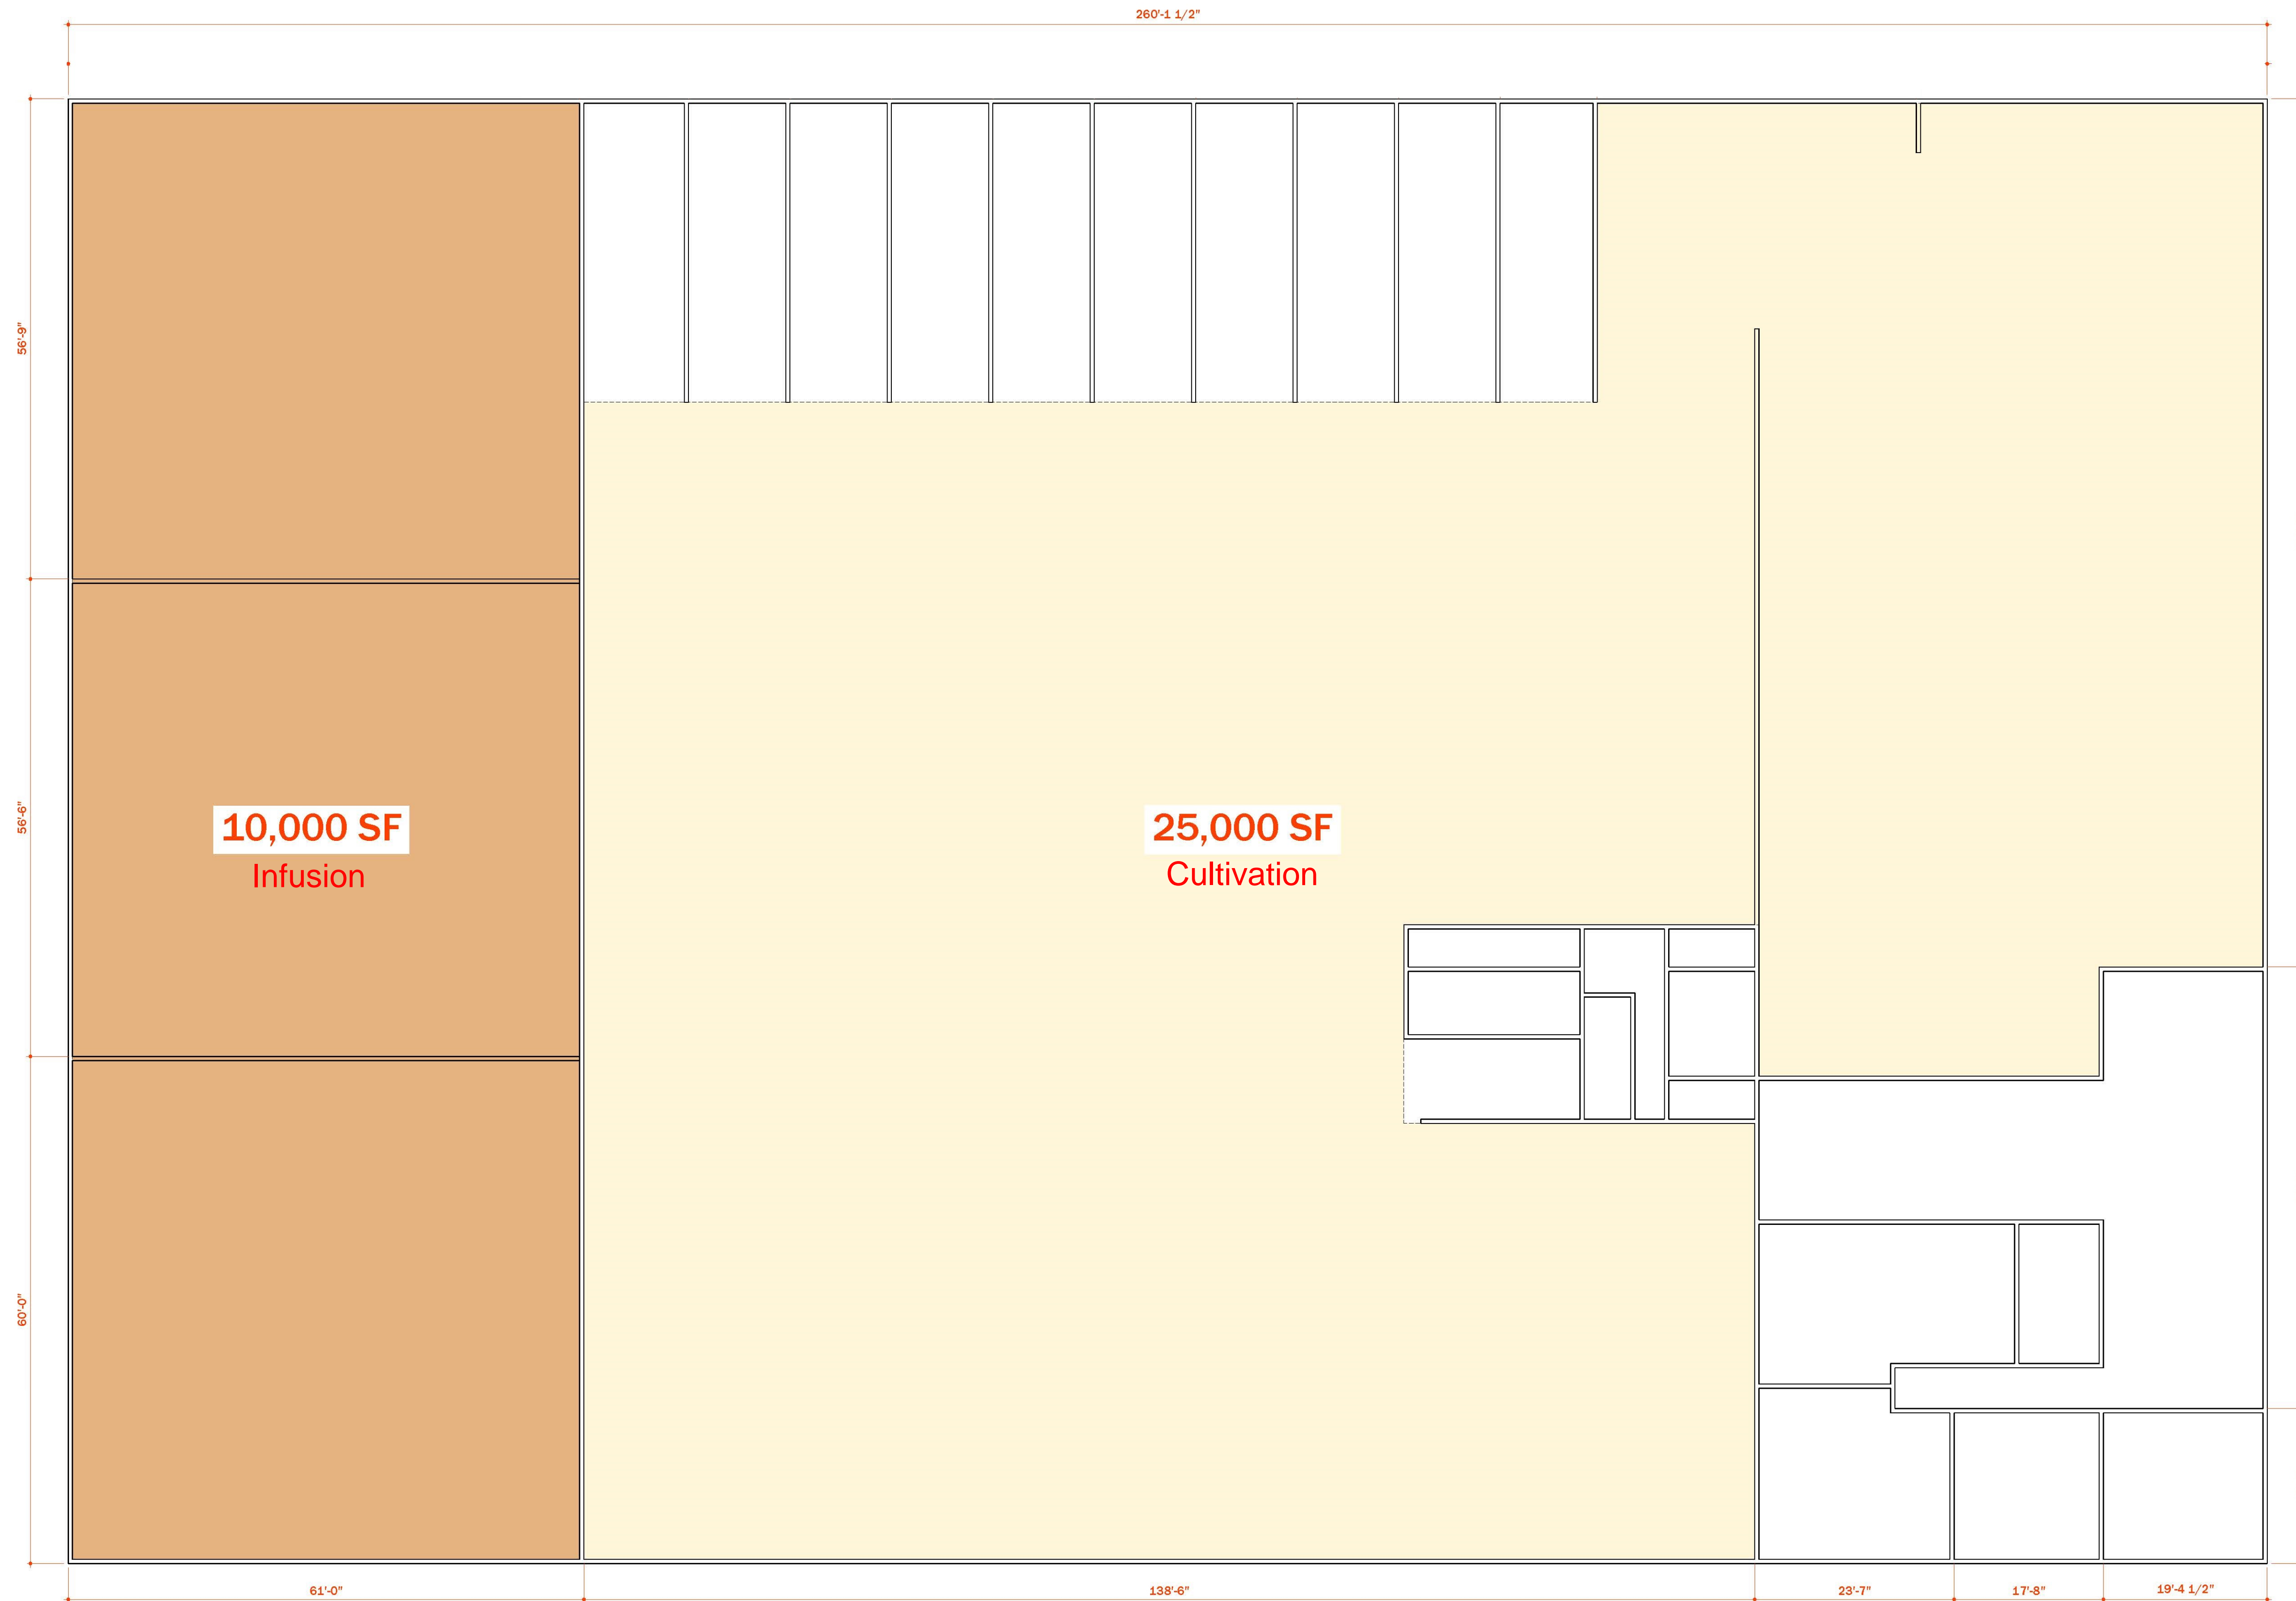 260'-1 1/2"
56'-9"
56'-6"
10,000 SF
Infusion
25,000 SF
Cultivation
60'-0"
61'-0"
138'-6"
23'-7"
17'-8"
19'-4 1/2"